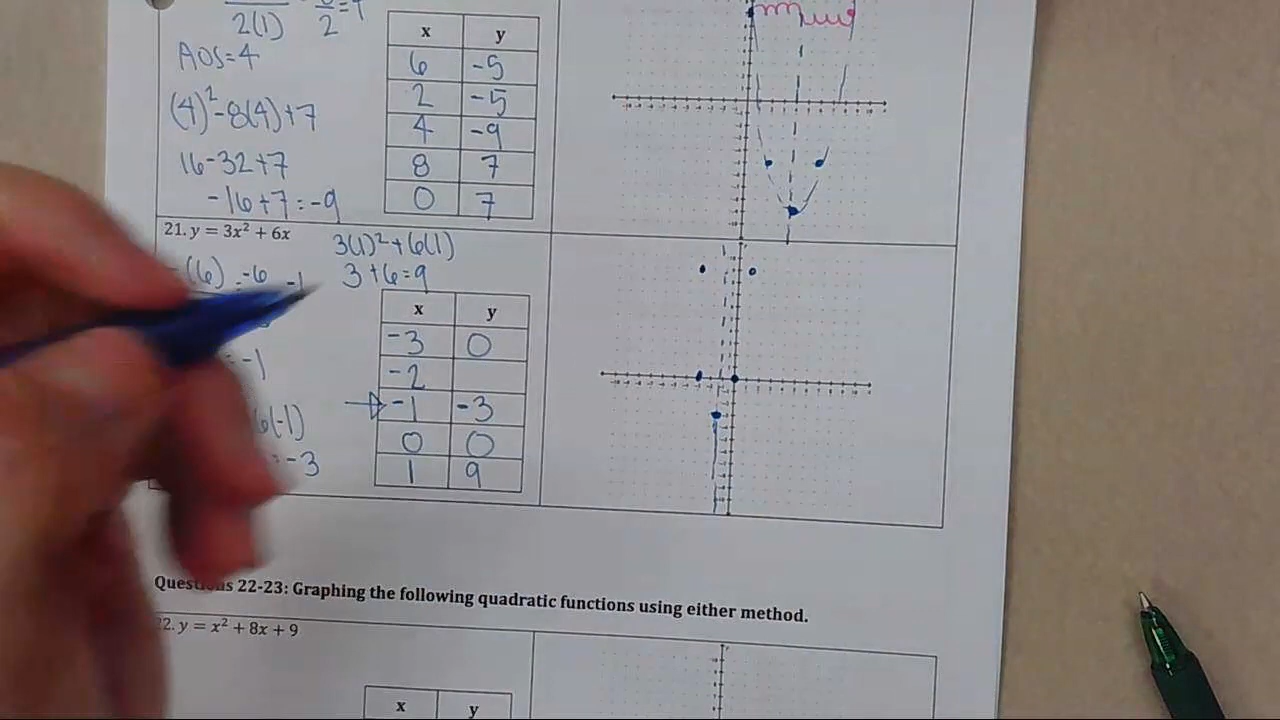 2(1) 2
AOS=4
(4)²-8(4)+7
16-32+7
-16+7=-9
x y
6 -5
2 -5
4 -9
8 7
0 7
21. y = 3x² + 6x
3(1)²+6(1)
-(6) = -6 -1
3+6=9
= -1
6(-1)
= -3
x y
-3 0
-2
-1 -3
0 0
1 9
Questions 22-23: Graphing the following quadratic functions using either method.
22. y = x² + 8x + 9
x y